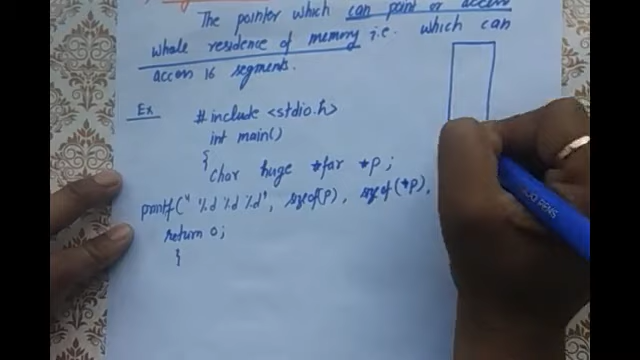 The pointer which can point or access
whole residence of memory i.e. which can
access 16 segments.
Ex
# include <stdio.h>
int main()
{
char huge *far *p;
printf(" %d %d %d", sizeof(p), sizeof(*p),
return 0;
}